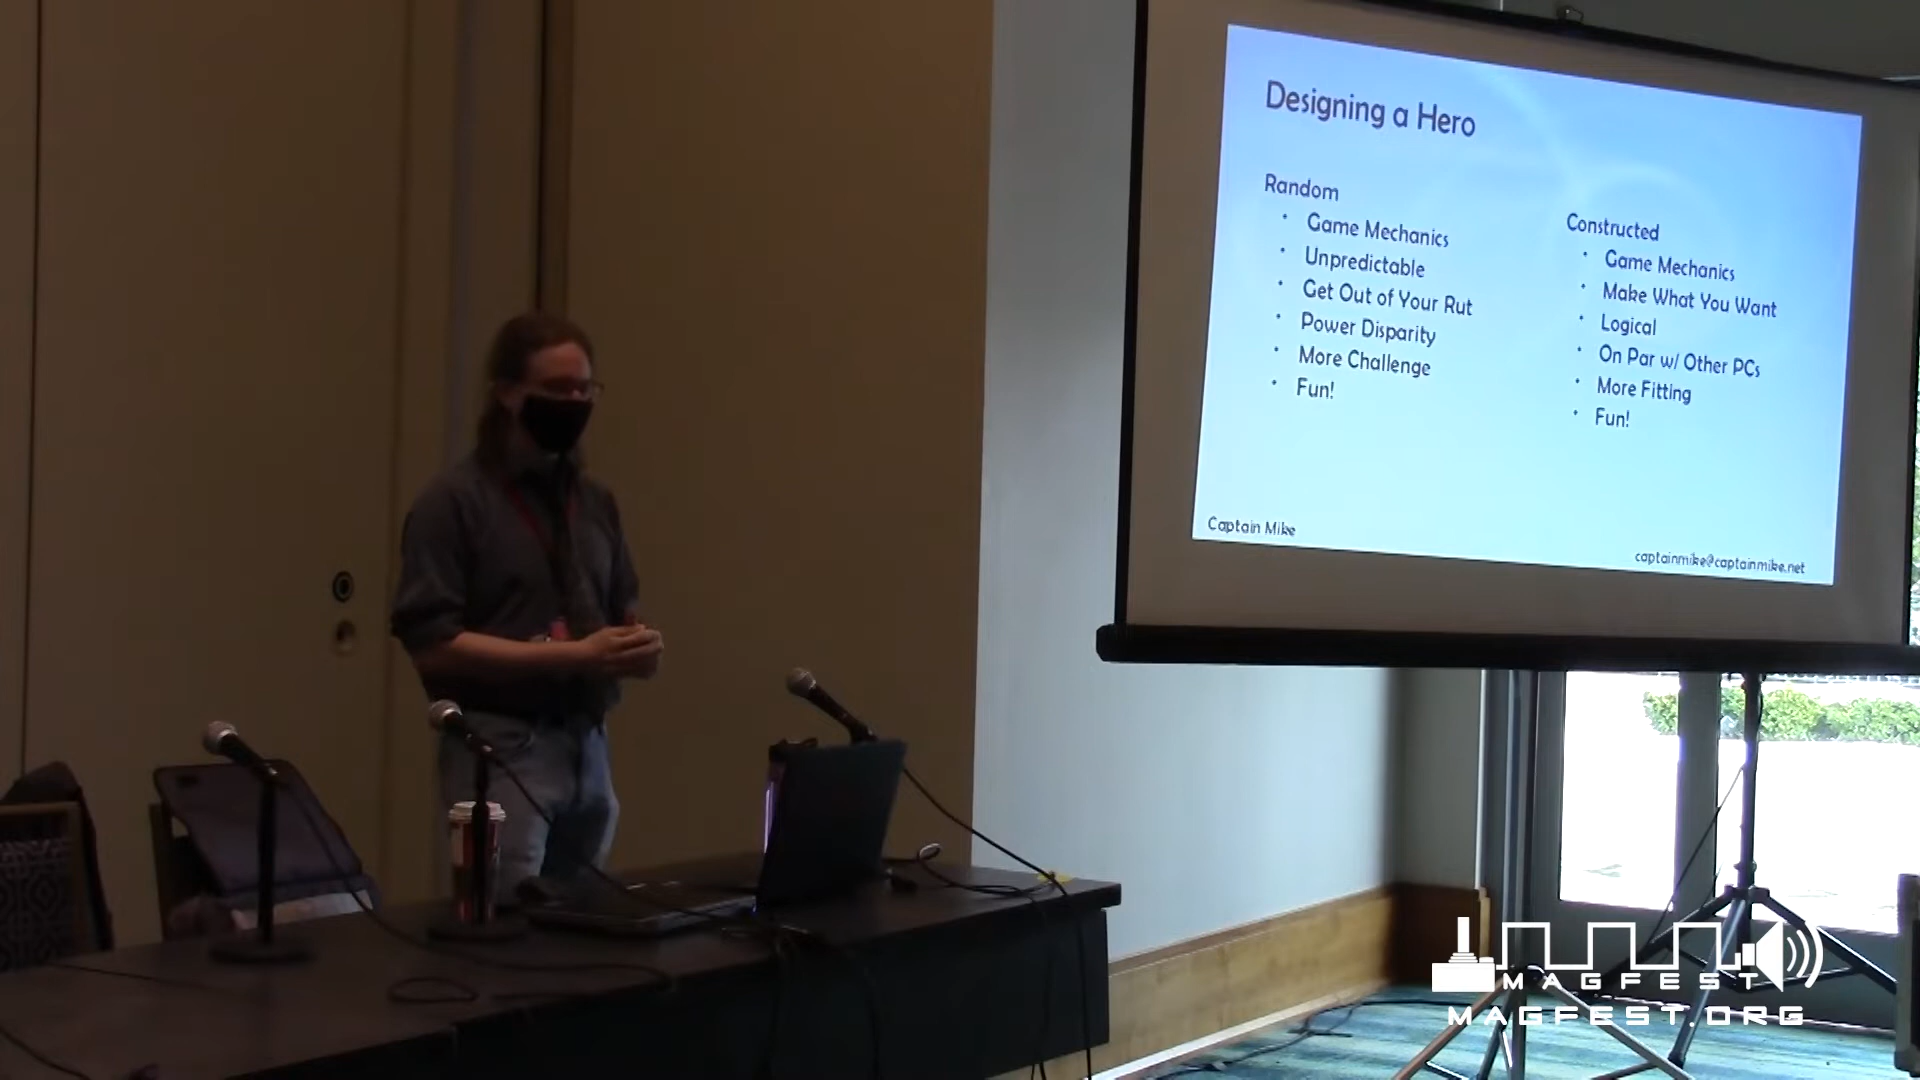 Designing a Hero
Random
• Game Mechanics
• Unpredictable
• Get Out of Your Rut
• Power Disparity
• More Challenge
• Fun!
Constructed
• Game Mechanics
• Make What You Want
• Logical
• On Par w/ Other PCs
• More Fitting
• Fun!
Captain Mike
captainmike@captainmike.net
MAGFEST
MAGFEST.ORG